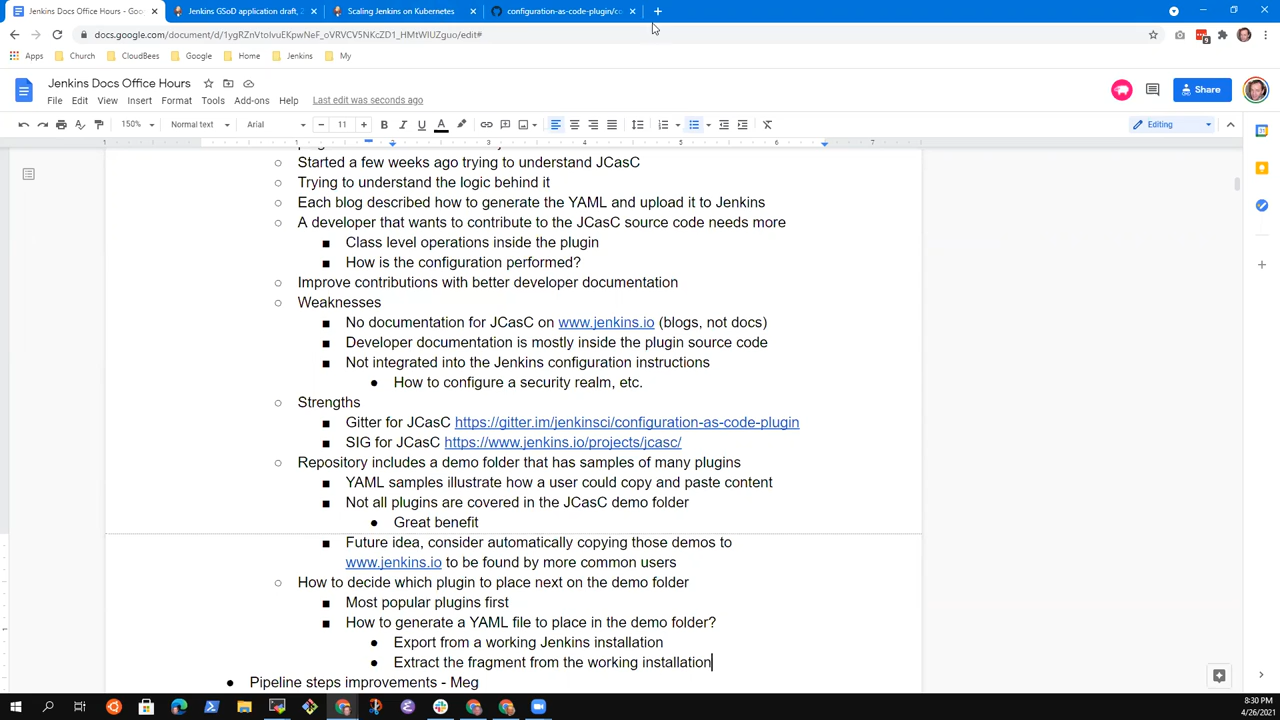 Jenkins Docs Office Hours - Goo
Jenkins GSoD application draft, 2
Scaling Jenkins on Kubernetes
configuration-as-code-plugin/co
docs.google.com/document/d/1ygRZnVtoIvuEKpwNeF_oVRVCV5NKcZD1_HMtWIUZguo/edit#
Apps
Church
CloudBees
Google
Home
Jenkins
My
Jenkins Docs Office Hours
File Edit View Insert Format Tools Add-ons Help Last edit was seconds ago
Share
150% Normal text Arial 11 Editing
Started a few weeks ago trying to understand JCasC
Trying to understand the logic behind it
Each blog described how to generate the YAML and upload it to Jenkins
A developer that wants to contribute to the JCasC source code needs more
Class level operations inside the plugin
How is the configuration performed?
Improve contributions with better developer documentation
Weaknesses
No documentation for JCasC on www.jenkins.io (blogs, not docs)
Developer documentation is mostly inside the plugin source code
Not integrated into the Jenkins configuration instructions
How to configure a security realm, etc.
Strengths
Gitter for JCasC https://gitter.im/jenkinsci/configuration-as-code-plugin
SIG for JCasC https://www.jenkins.io/projects/jcasc/
Repository includes a demo folder that has samples of many plugins
YAML samples illustrate how a user could copy and paste content
Not all plugins are covered in the JCasC demo folder
Great benefit
Future idea, consider automatically copying those demos to
www.jenkins.io to be found by more common users
How to decide which plugin to place next on the demo folder
Most popular plugins first
How to generate a YAML file to place in the demo folder?
Export from a working Jenkins installation
Extract the fragment from the working installation
Pipeline steps improvements - Meg
8:30 PM
4/26/2021